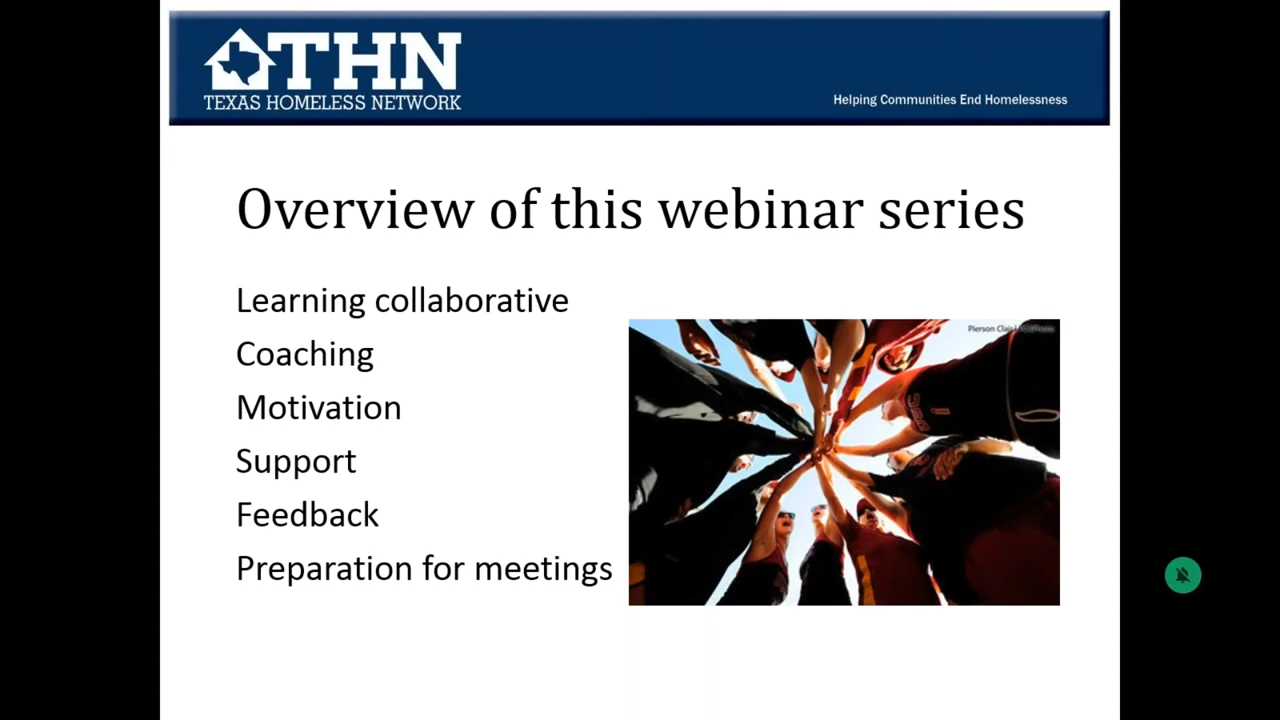 THN
TEXAS HOMELESS NETWORK
Helping Communities End Homelessness
Overview of this webinar series
Learning collaborative
Coaching
Motivation
Support
Feedback
Preparation for meetings
Pierson